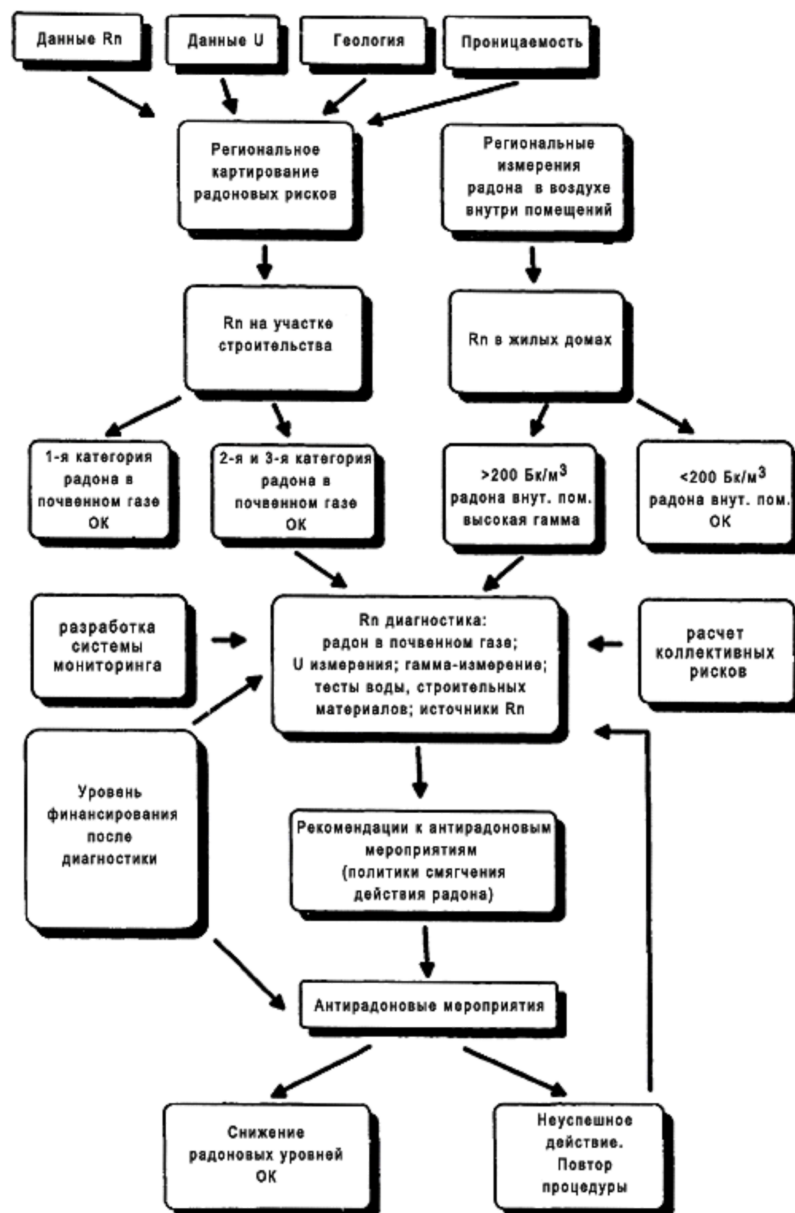 Данные Rn
Данные U
Геология
Проницаемость
Региональное
картирование
радоновых рисков
Региональные
измерения
радона в воздухе
внутри помещений
Rn на участке
строительства
Rn в жилых домах
1-я категория
радона в
почвенном газе
ОК
2-я и 3-я категория
радона в
почвенном газе
ОК
>200 Бк/м³
радона внут. пом.
высокая гамма
<200 Бк/м³
радона внут. пом.
ОК
разработка
системы
мониторинга
Rn диагностика:
радон в почвенном газе;
U измерения; гамма-измерение;
тесты воды, строительных
материалов; источники Rn
расчет
коллективных
рисков
Уровень
финансирования
после
диагностики
Рекомендации к антирадоновым
мероприятиям
(политики смягчения
действия радона)
Антирадоновые мероприятия
Снижение
радоновых уровней
ОК
Неуспешное
действие.
Повтор
процедуры